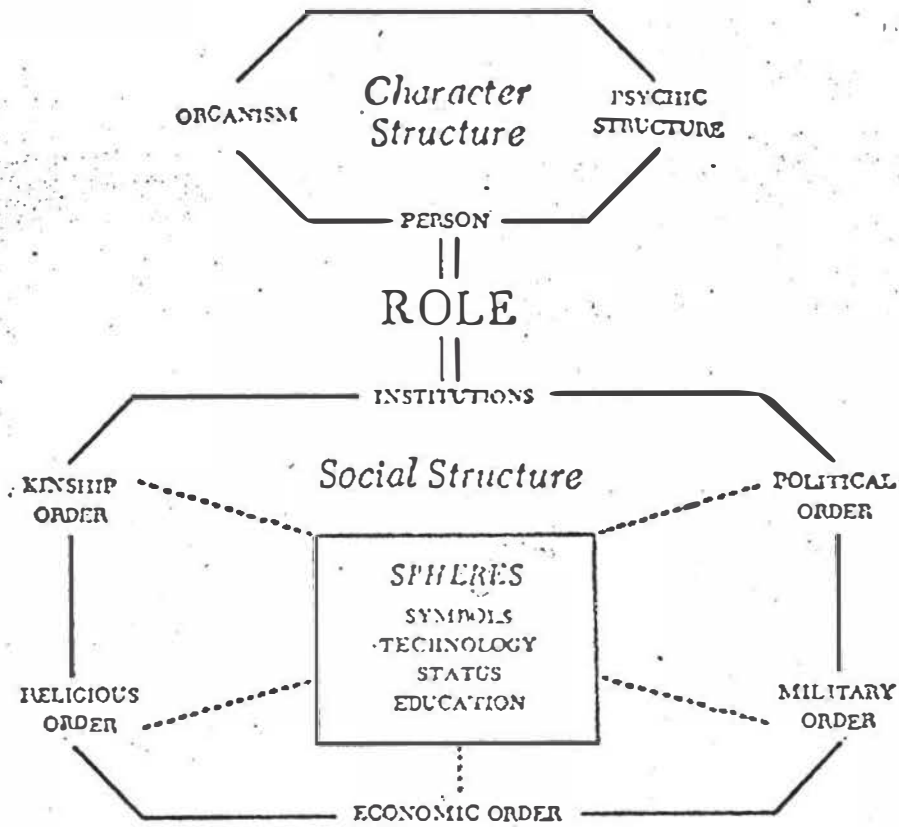 Character
Structure
ORGANISM
PSYCHIC
STRUCTURE
PERSON
ROLE
INSTITUTIONS
Social Structure
KINSHIP
ORDER
POLITICAL
ORDER
SPHERES
SYMBOLS
TECHNOLOGY
STATUS
EDUCATION
RELIGIOUS
ORDER
MILITARY
ORDER
ECONOMIC ORDER